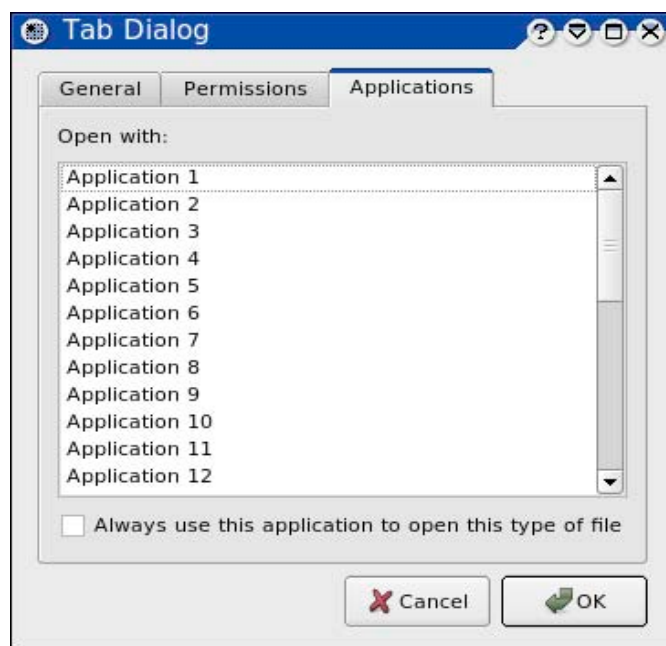 Tab Dialog
General Permissions Applications
Open with:
Application 1
Application 2
Application 3
Application 4
Application 5
Application 6
Application 7
Application 8
Application 9
Application 10
Application 11
Application 12
Always use this application to open this type of file
Cancel OK